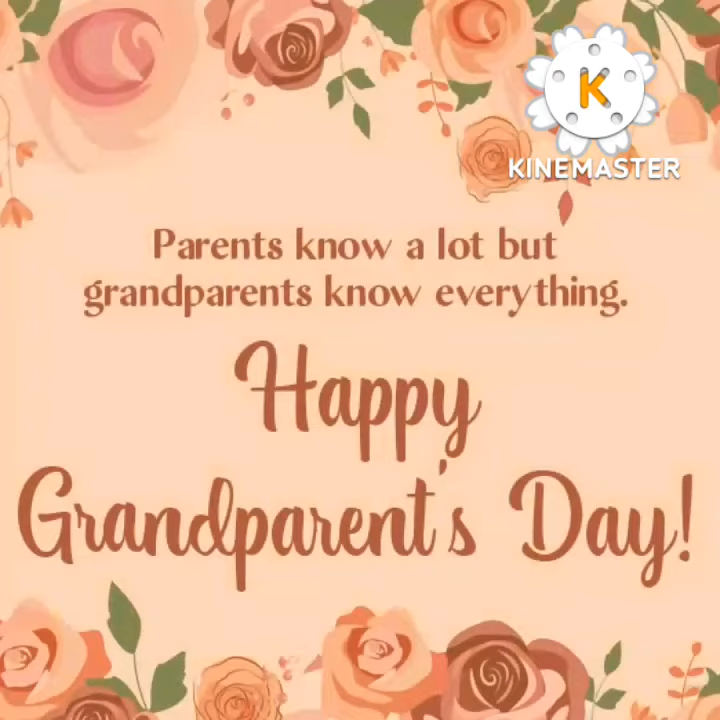 K
KINEMASTER
Parents know a lot but
grandparents know everything.
Happy
Grandparent's Day!